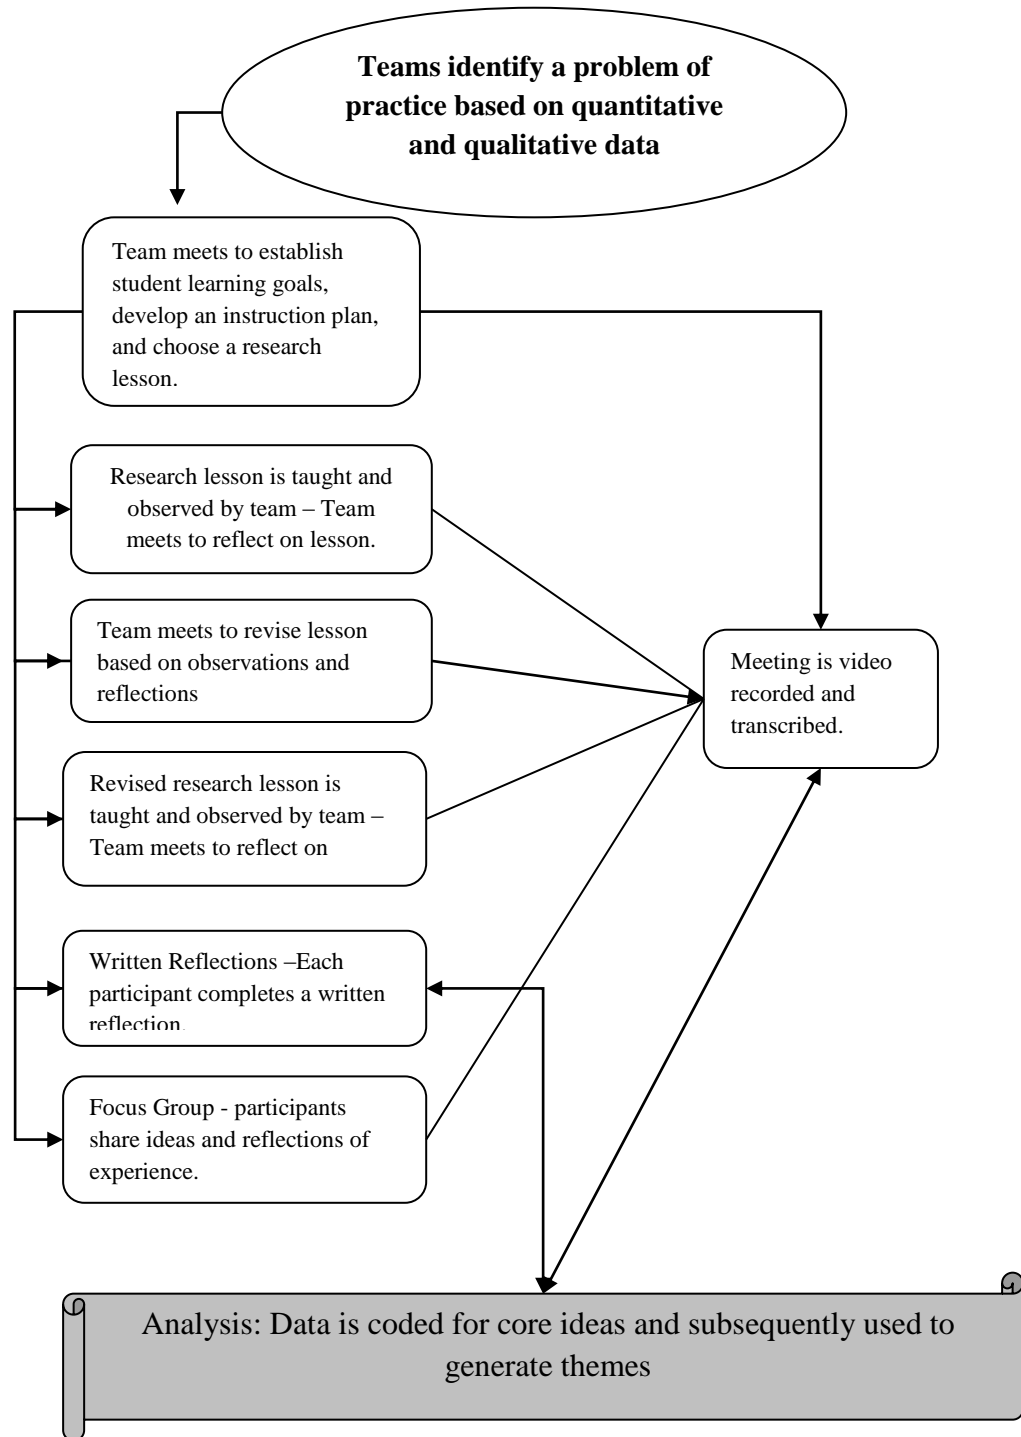 Teams identify a problem of
practice based on quantitative
and qualitative data
Team meets to establish
student learning goals,
develop an instruction plan,
and choose a research
lesson.
Research lesson is taught and
observed by team – Team
meets to reflect on lesson.
Team meets to revise lesson
based on observations and
reflections
Meeting is video
recorded and
transcribed.
Revised research lesson is
taught and observed by team –
Team meets to reflect on
Written Reflections –Each
participant completes a written
reflection.
Focus Group - participants
share ideas and reflections of
experience.
Analysis: Data is coded for core ideas and subsequently used to
generate themes